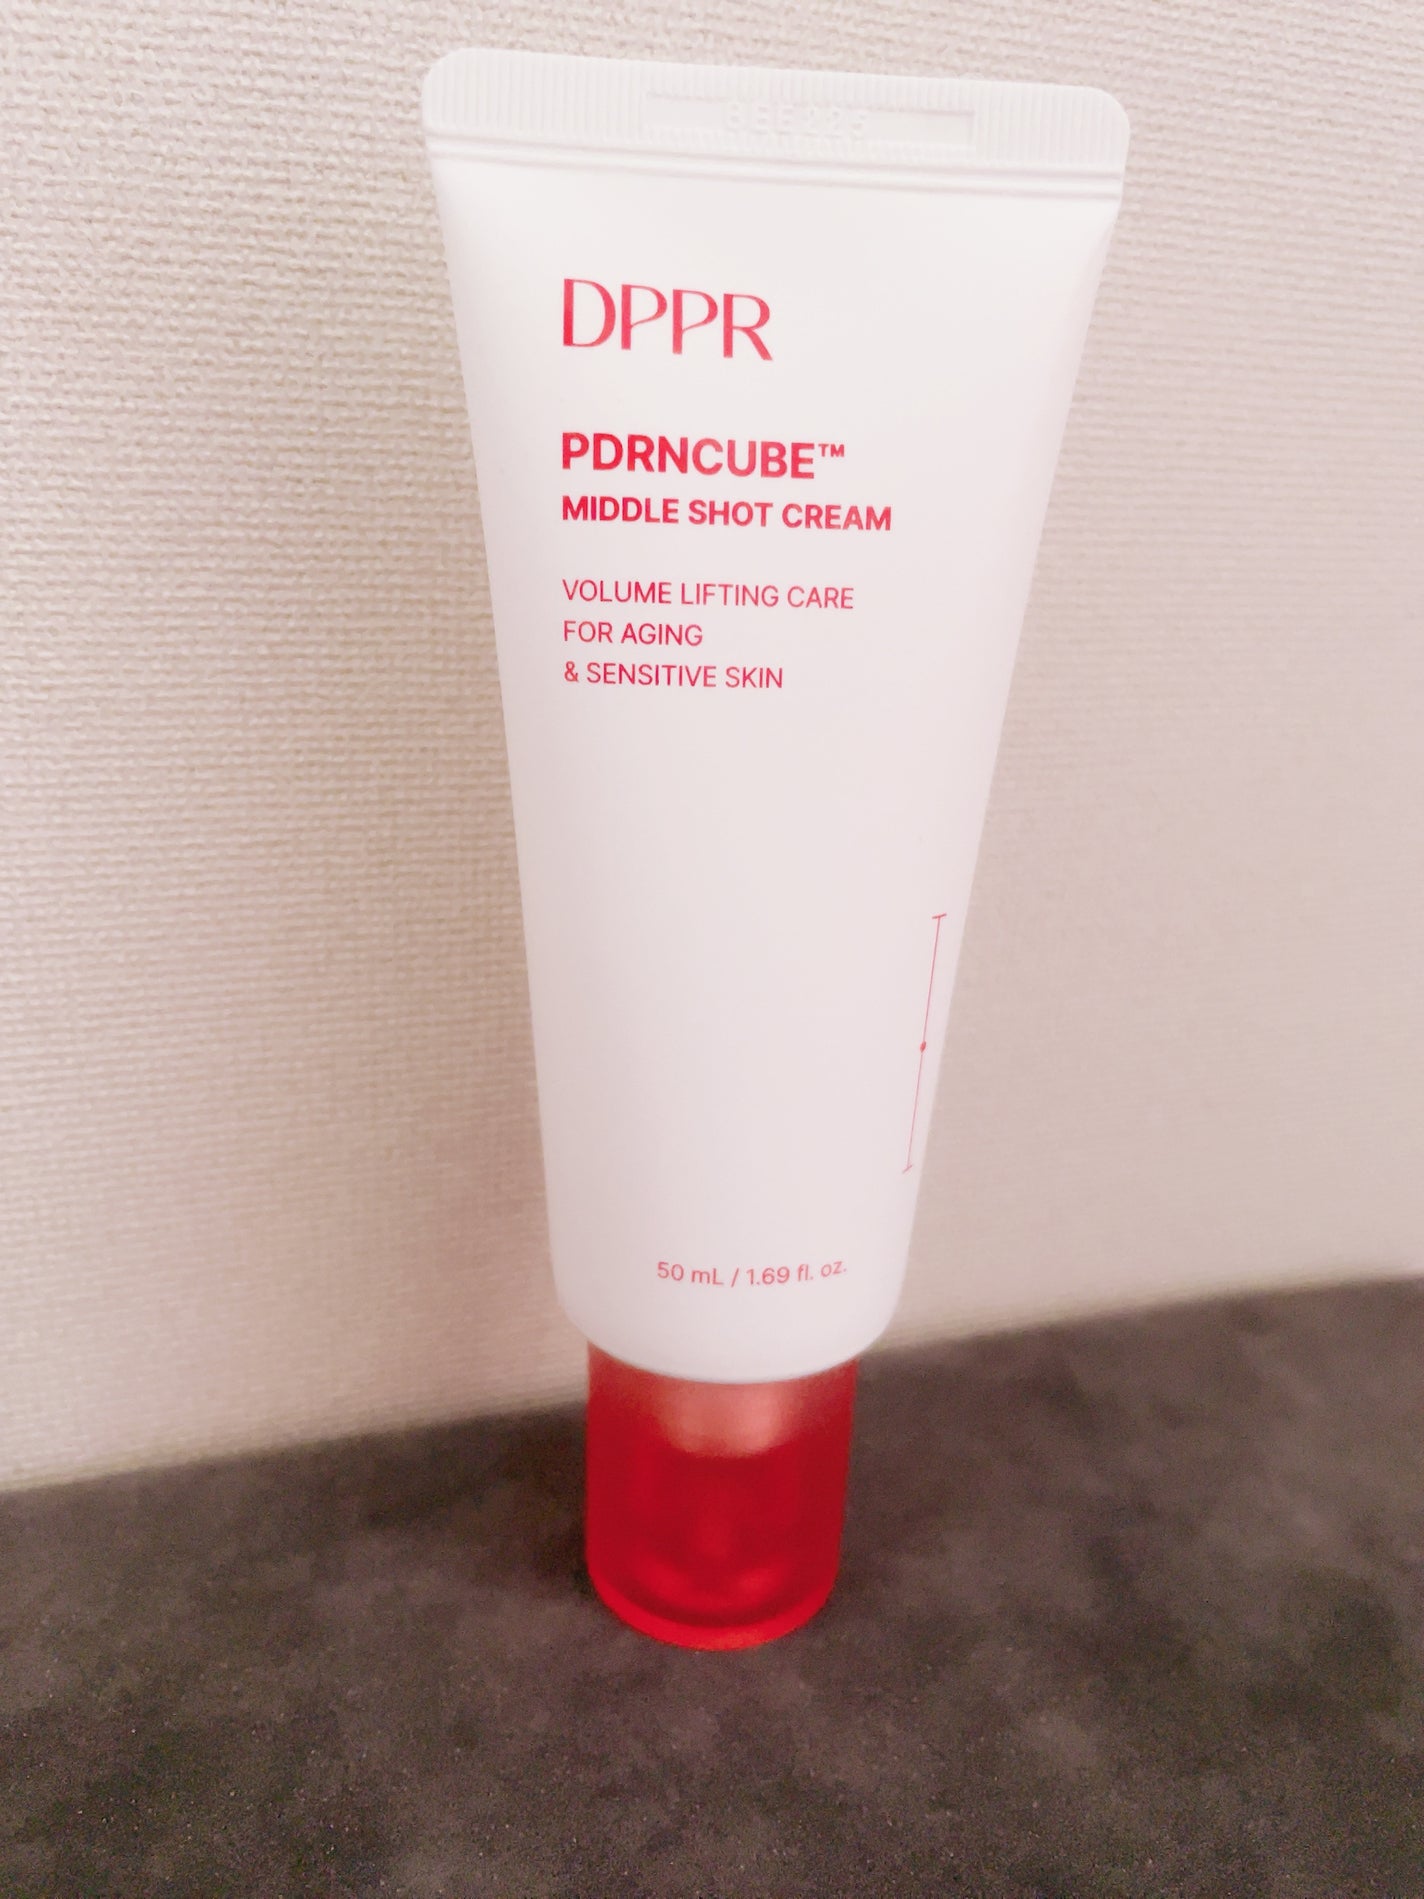 DPPR
PDRNCUBE™
MIDDLE SHOT CREAM
VOLUME LIFTING CARE
FOR AGING
& SENSITIVE SKIN
50 mL / 1.69 fl. oz.